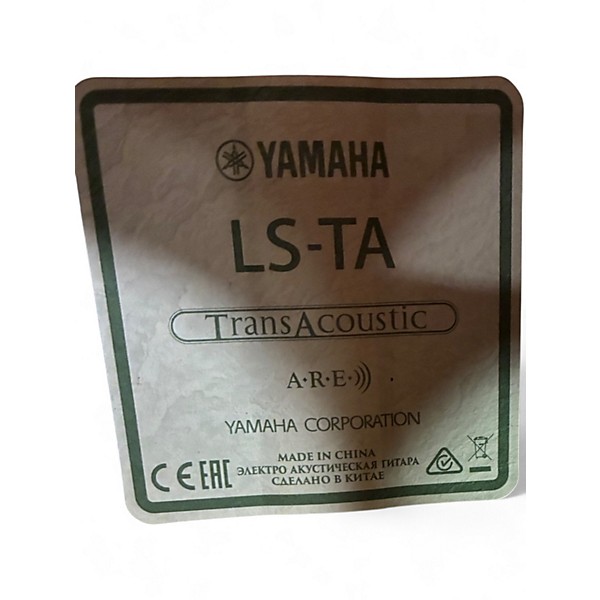 YAMAHA
LS-TA
TRANSACOUSTIC
A·R·E
YAMAHA CORPORATION
MADE IN CHINA
ЭЛЕКТРО АКУСТИЧЕСКАЯ ГИТАРА
СДЕЛАНО В КИТАЕ
CE EAC